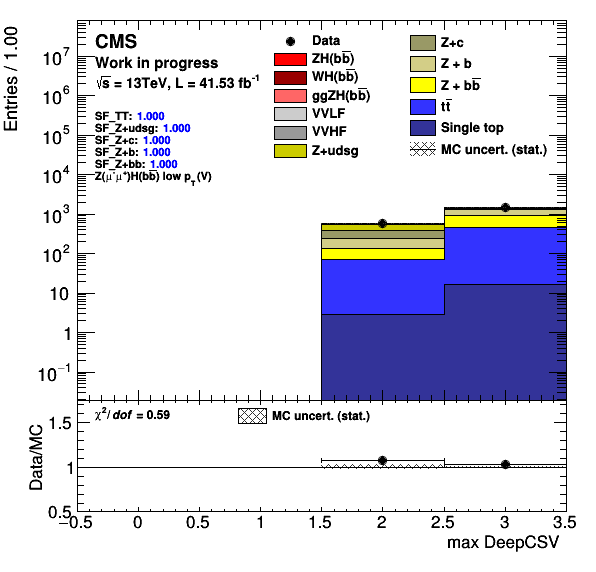 Entries / 1.00
CMS
Work in progress
√s = 13TeV, L = 41.53 fb⁻¹
SF_TT: 1.000
SF_Z+udsg: 1.000
SF_Z+c: 1.000
SF_Z+b: 1.000
SF_Z+bb: 1.000
Z(μ⁻μ⁺)H(bb̅) low p_T(V)
Data
ZH(bb̅)
WH(bb̅)
ggZH(bb̅)
VVLF
VVHF
Z+udsg
Z+c
Z + b
Z + bb̅
tt̅
Single top
MC uncert. (stat.)
10⁷
10⁶
10⁵
10⁴
10³
10²
10
1
10⁻¹
Data/MC
χ²/dof = 0.59
MC uncert. (stat.)
1.5
1
0.5
−0.5 0 0.5 1 1.5 2 2.5 3 3.5
max DeepCSV